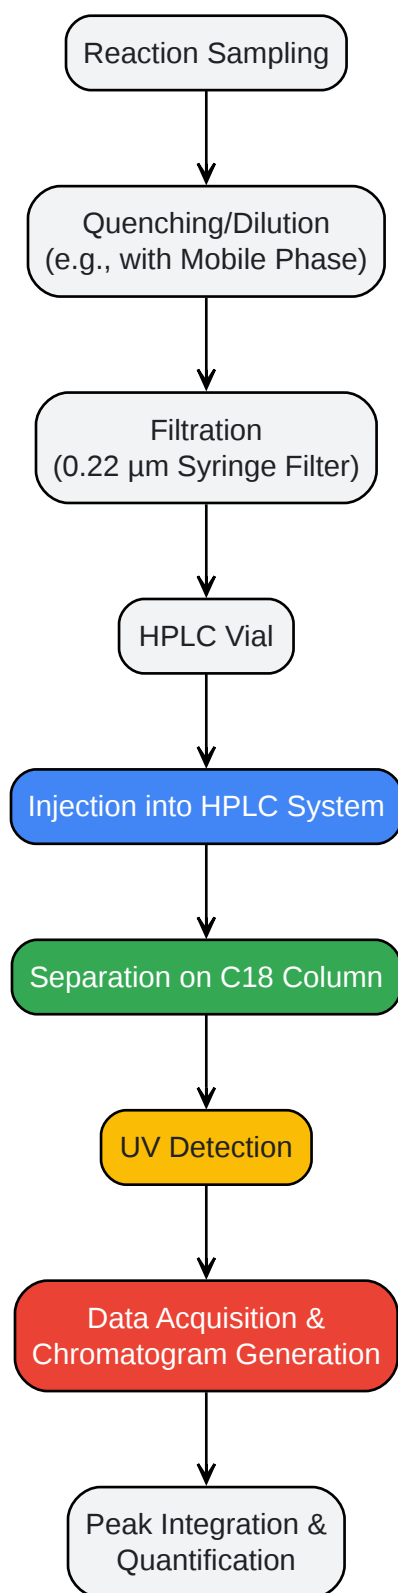 Reaction Sampling
Quenching/Dilution
(e.g., with Mobile Phase)
Filtration
(0.22 µm Syringe Filter)
HPLC Vial
Injection into HPLC System
Separation on C18 Column
UV Detection
Data Acquisition &
Chromatogram Generation
Peak Integration &
Quantification